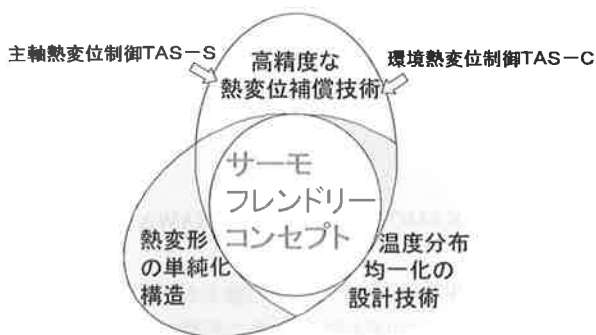 主軸熱変位制御TAS−S
高精度な
熱変位補償技術
環境熱変位制御TAS−C
サーモ
フレンドリー
コンセプト
熱変形
の単純化
構造
温度分布
均一化の
設計技術